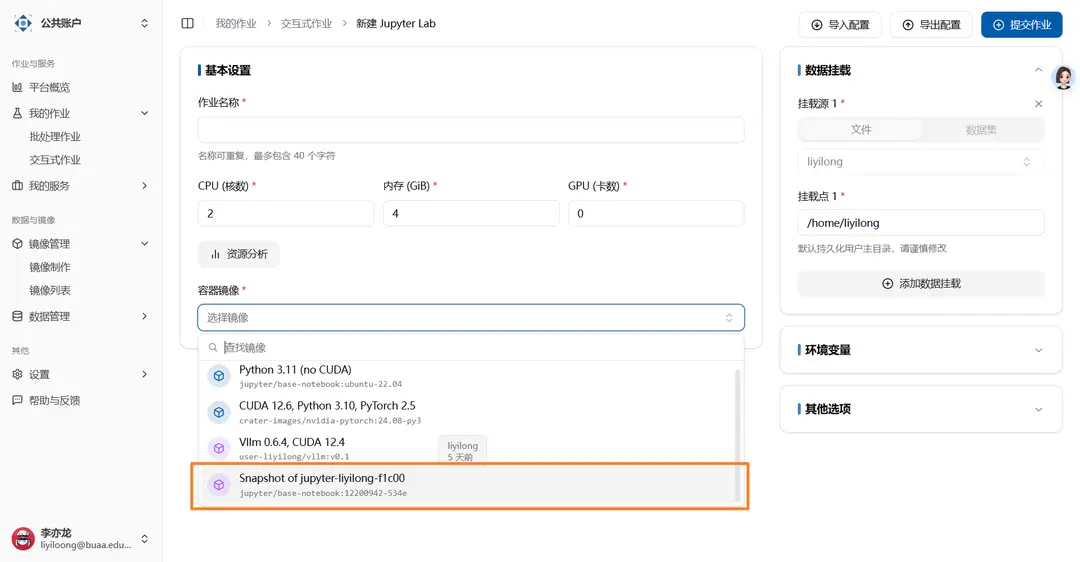 公共账户
作业与服务
平台概览
我的作业
批处理作业
交互式作业
我的服务
数据与镜像
镜像管理
镜像制作
镜像列表
数据管理
其他
设置
帮助与反馈
李亦龙
liyiloong@buaa.edu...
我的作业 > 交互式作业 > 新建 Jupyter Lab
导入配置
导出配置
提交作业
基本设置
作业名称 *
名称可重复，最多包含 40 个字符
CPU (核数) *
内存 (GiB) *
GPU (卡数) *
2
4
0
资源分析
容器镜像 *
选择镜像
查找镜像
Python 3.11 (no CUDA)
jupyter/base-notebook:ubuntu-22.04
CUDA 12.6, Python 3.10, PyTorch 2.5
crater-images/nvidia-pytorch:24.08-py3
Vllm 0.6.4, CUDA 12.4
user-liyilong/vllm:v0.1
liyilong
5 天前
Snapshot of jupyter-liyilong-f1c00
jupyter/base-notebook:12200942-534e
数据挂载
挂载源 1 *
文件
数据集
liyilong
挂载点 1 *
/home/liyilong
默认持久化用户主目录，请谨慎修改
添加数据挂载
环境变量
其他选项